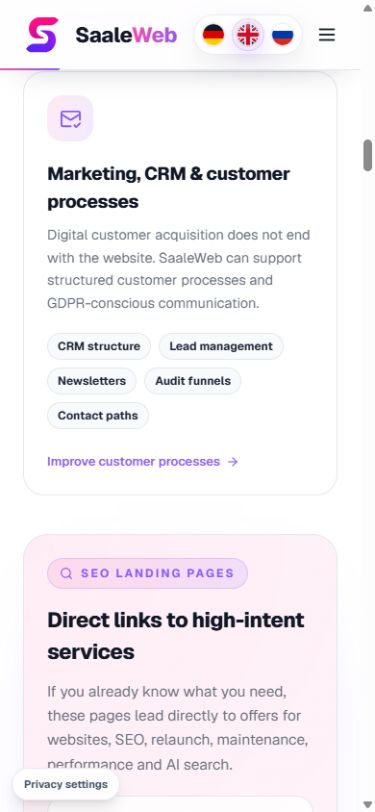 SaaleWeb
Marketing, CRM & customer
processes
Digital customer acquisition does not end
with the website. SaaleWeb can support
structured customer processes and
GDPR-conscious communication.
CRM structure
Lead management
Newsletters
Audit funnels
Contact paths
Improve customer processes →
SEO LANDING PAGES
Direct links to high-intent
services
If you already know what you need,
these pages lead directly to offers for
websites, SEO, relaunch, maintenance,
performance and AI search.
Privacy settings